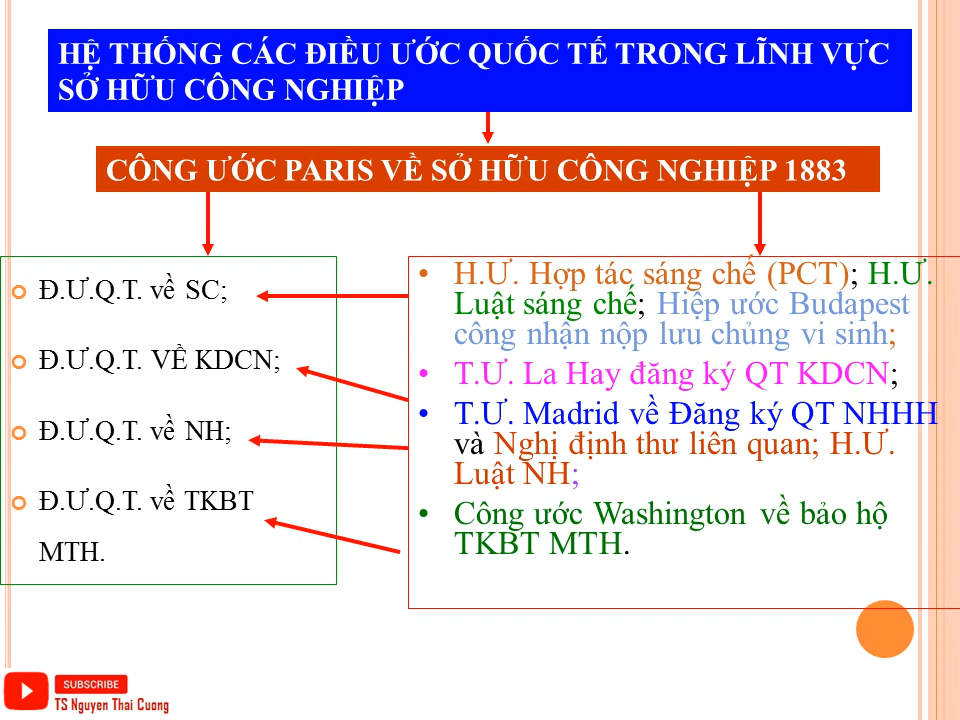 HỆ THỐNG CÁC ĐIỀU ƯỚC QUỐC TẾ TRONG LĨNH VỰC
SỞ HỮU CÔNG NGHIỆP
CÔNG ƯỚC PARIS VỀ SỞ HỮU CÔNG NGHIỆP 1883
Đ.Ư.Q.T. về SC;
Đ.Ư.Q.T. VỀ KDCN;
Đ.Ư.Q.T. về NH;
Đ.Ư.Q.T. về TKBT
MTH.
• H.Ư. Hợp tác sáng chế (PCT); H.Ư.
Luật sáng chế; Hiệp ước Budapest
công nhận nộp lưu chủng vi sinh;
• T.Ư. La Hay đăng ký QT KDCN;
• T.Ư. Madrid về Đăng ký QT NHHH
và Nghị định thư liên quan; H.Ư.
Luật NH;
• Công ước Washington về bảo hộ
TKBT MTH.
SUBSCRIBE
TS Nguyen Thai Cuong